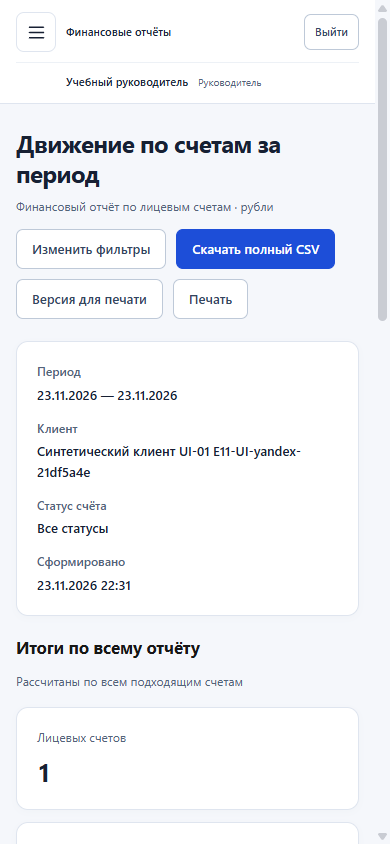 Финансовые отчёты
Выйти
Учебный руководитель Руководитель
Движение по счетам за
период
Финансовый отчёт по лицевым счетам · рубли
Изменить фильтры
Скачать полный CSV
Версия для печати
Печать
Период
23.11.2026 — 23.11.2026
Клиент
Синтетический клиент UI-01 E11-UI-yandex-
21df5a4e
Статус счёта
Все статусы
Сформировано
23.11.2026 22:31
Итоги по всему отчёту
Рассчитаны по всем подходящим счетам
Лицевых счетов
1